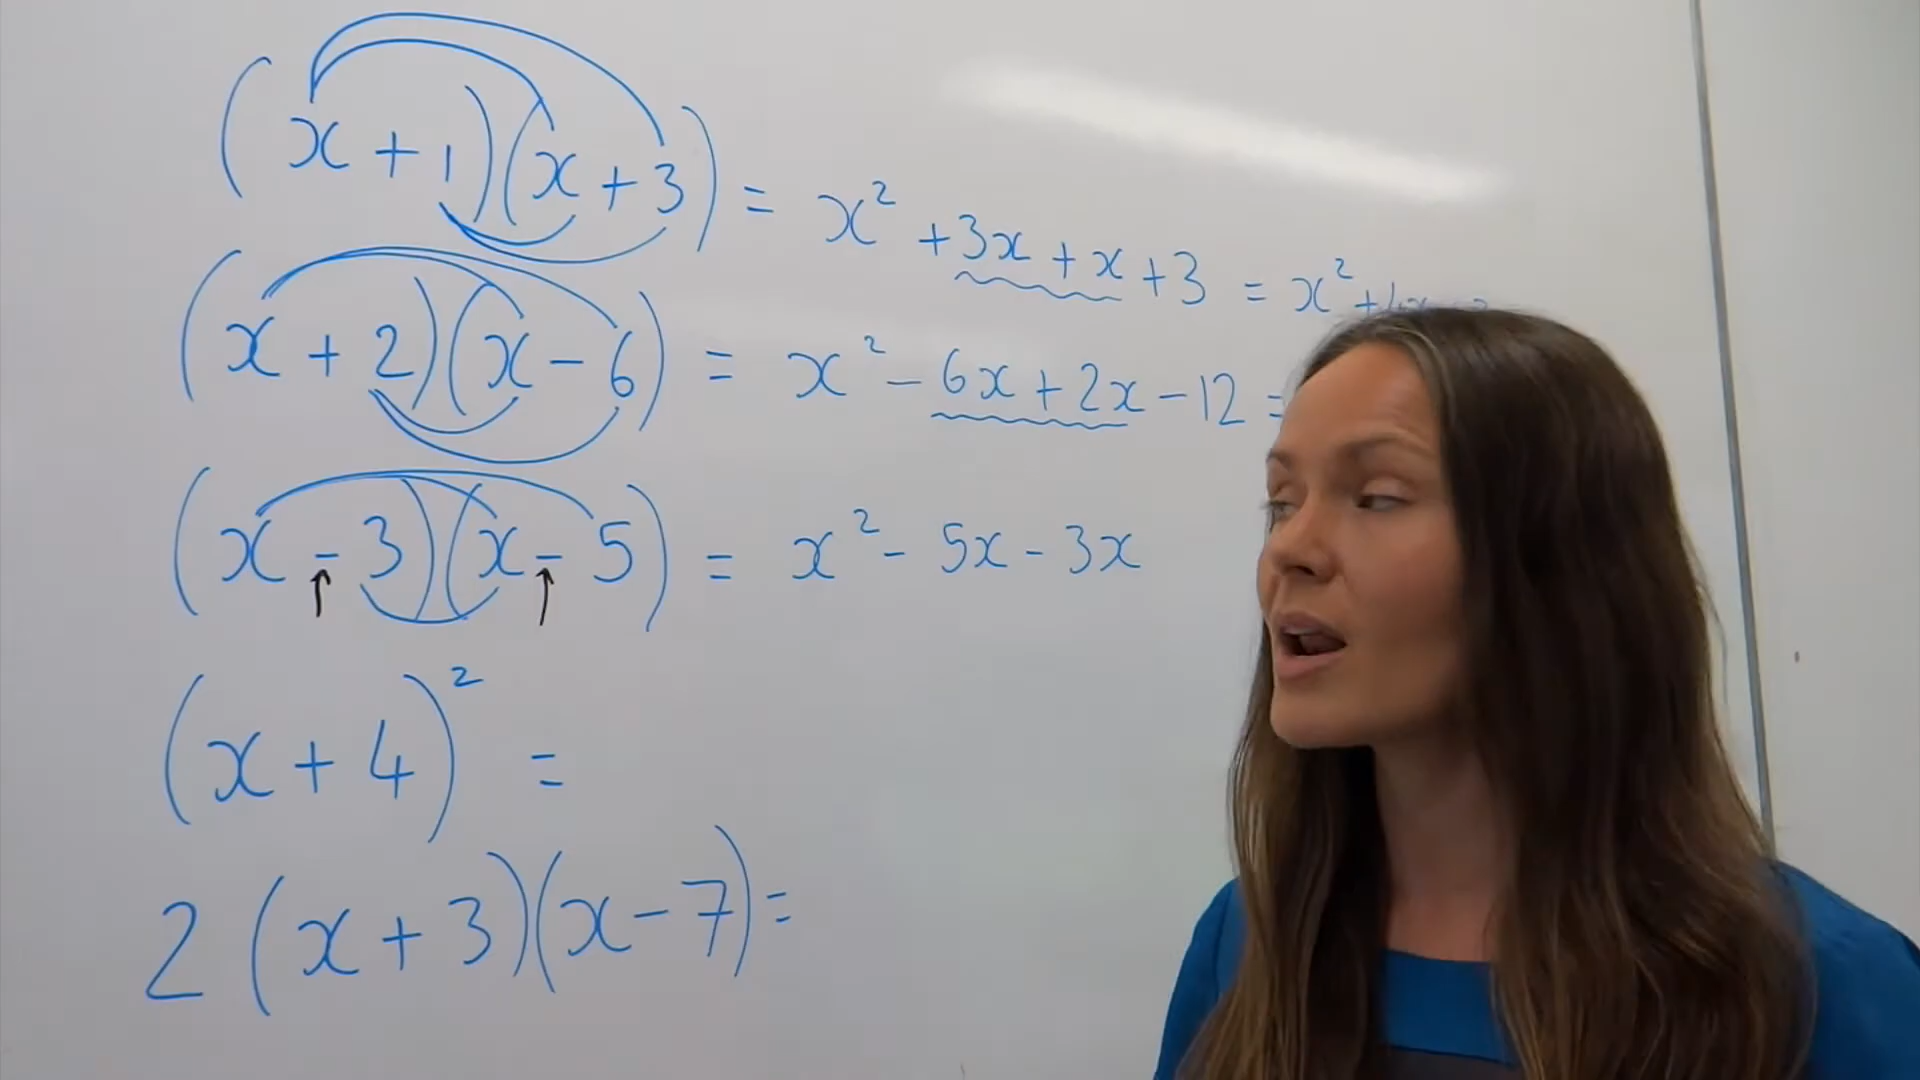 (x + 1)(x + 3) = x² + 3x + x + 3 = x² +
(x + 2)(x - 6) = x² - 6x + 2x - 12 =
(x - 3)(x - 5) = x² - 5x - 3x
(x + 4)² =
2(x + 3)(x - 7) =